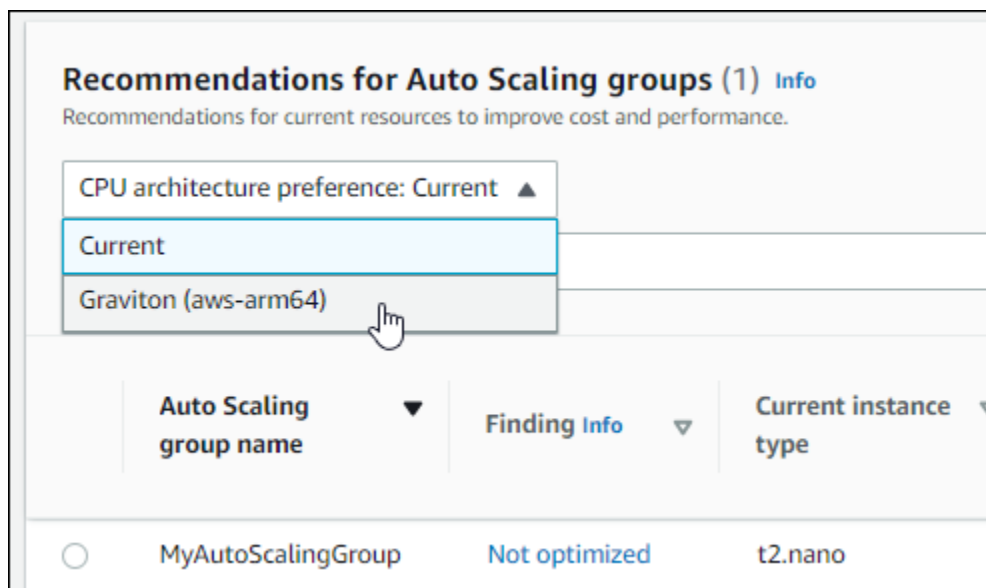 Recommendations for Auto Scaling groups (1) Info
Recommendations for current resources to improve cost and performance.
CPU architecture preference: Current
Current
Graviton (aws-arm64)
Auto Scaling group name
Finding Info
Current instance type
MyAutoScalingGroup Not optimized t2.nano